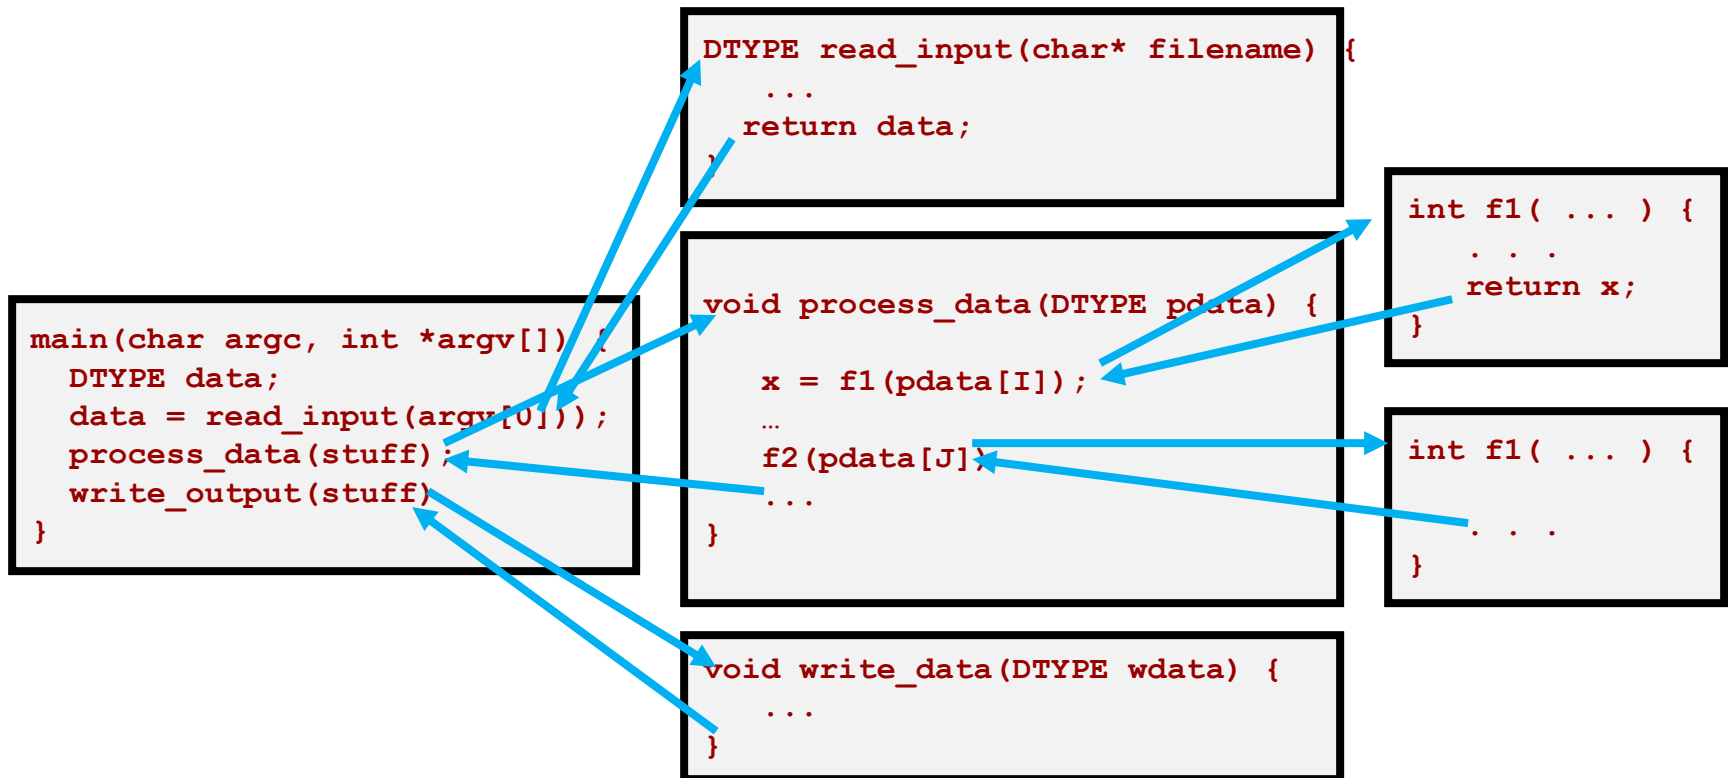 DTYPE read_input(char* filename) {
...
return data;
}
int f1( ... ) {
. . .
return x;
}
main(char argc, int *argv[]) {
DTYPE data;
data = read_input(argv[0]));
process_data(stuff);
write_output(stuff)
}
void process_data(DTYPE pdata) {
x = f1(pdata[I]);
…
f2(pdata[J])
...
}
int f1( ... ) {
. . .
}
void write_data(DTYPE wdata) {
...
}